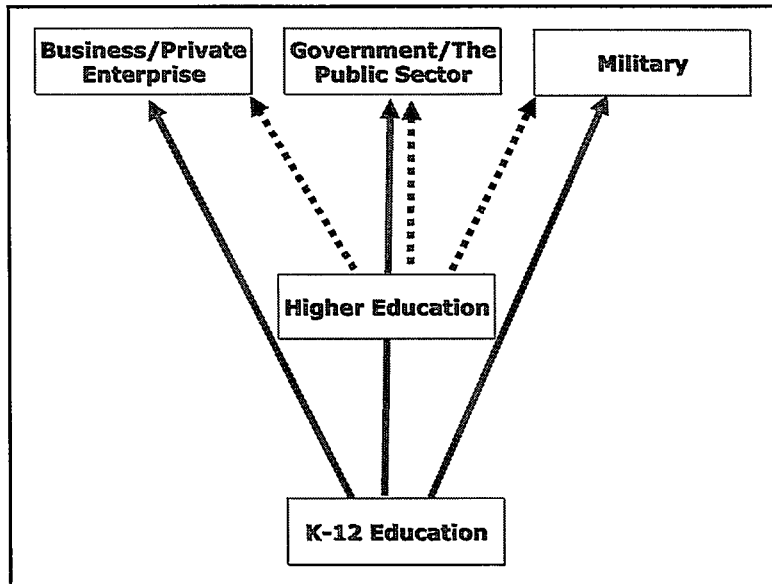 Business/Private
Enterprise
Government/The
Public Sector
Military
Higher Education
K-12 Education